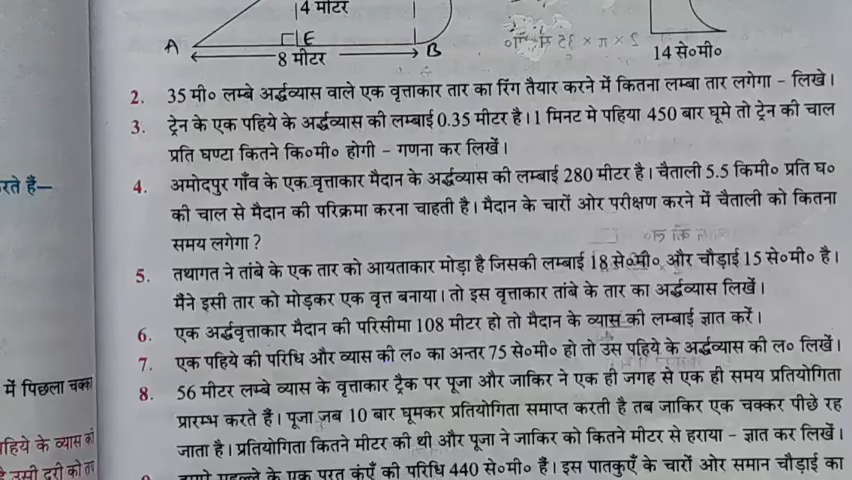 4 मीटर
A
E
B
8 मीटर
14 से०मी०
2. 35 मी० लम्बे अर्द्धव्यास वाले एक वृत्ताकार तार का रिंग तैयार करने में कितना लम्बा तार लगेगा – लिखे।
3. ट्रेन के एक पहिये के अर्द्धव्यास की लम्बाई 0.35 मीटर है। 1 मिनट मे पहिया 450 बार घूमे तो ट्रेन की चाल
प्रति घण्टा कितने कि०मी० होगी – गणना कर लिखें।
4. अमोदपुर गाँव के एक वृत्ताकार मैदान के अर्द्धव्यास की लम्बाई 280 मीटर है। चैताली 5.5 किमी० प्रति घ०
की चाल से मैदान की परिक्रमा करना चाहती है। मैदान के चारों ओर परीक्षण करने में चैताली को कितना
समय लगेगा ?
रते हैं—
5. तथागत ने तांबे के एक तार को आयताकार मोड़ा है जिसकी लम्बाई 18 से०मी० और चौड़ाई 15 से०मी० है।
मैंने इसी तार को मोड़कर एक वृत्त बनाया। तो इस वृत्ताकार तांबे के तार का अर्द्धव्यास लिखें।
6. एक अर्द्धवृत्ताकार मैदान की परिसीमा 108 मीटर हो तो मैदान के व्यास की लम्बाई ज्ञात करें।
7. एक पहिये की परिधि और व्यास की ल० का अन्तर 75 से०मी० हो तो उस पहिये के अर्द्धव्यास की ल० लिखें।
8. 56 मीटर लम्बे व्यास के वृत्ताकार ट्रैक पर पूजा और जाकिर ने एक ही जगह से एक ही समय प्रतियोगिता
प्रारम्भ करते हैं। पूजा जब 10 बार घूमकर प्रतियोगिता समाप्त करती है तब जाकिर एक चक्कर पीछे रह
जाता है। प्रतियोगिता कितने मीटर की थी और पूजा ने जाकिर को कितने मीटर से हराया – ज्ञात कर लिखें।
में पिछला चक्का
हिये के व्यास की
उसी दूरी को तय
के एक परत कुएँ की परिधि 440 से०मी० हैं। इस पातकुएँ के चारों ओर समान चौड़ाई का